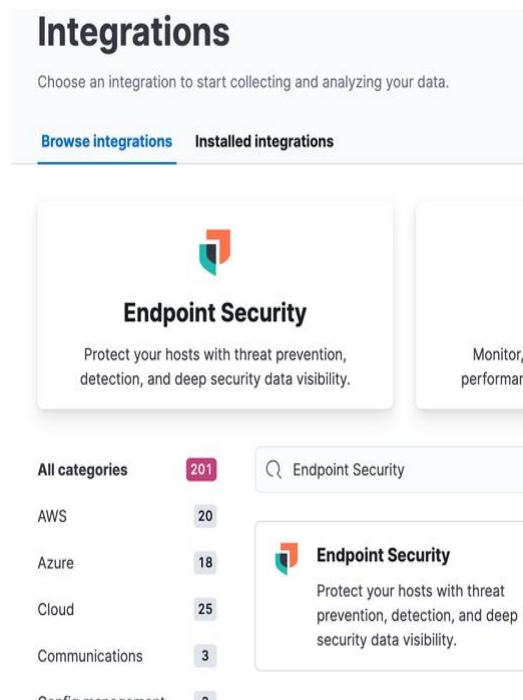 Integrations
Choose an integration to start collecting and analyzing your data.
Browse integrations Installed integrations
Endpoint Security
Protect your hosts with threat prevention,
detection, and deep security data visibility.
Monitor,
All categories 201
AWS 20
Azure 18
Cloud 25
Communications 3
Endpoint Security
Endpoint Security
Protect your hosts with threat
prevention, detection, and deep
security data visibility.